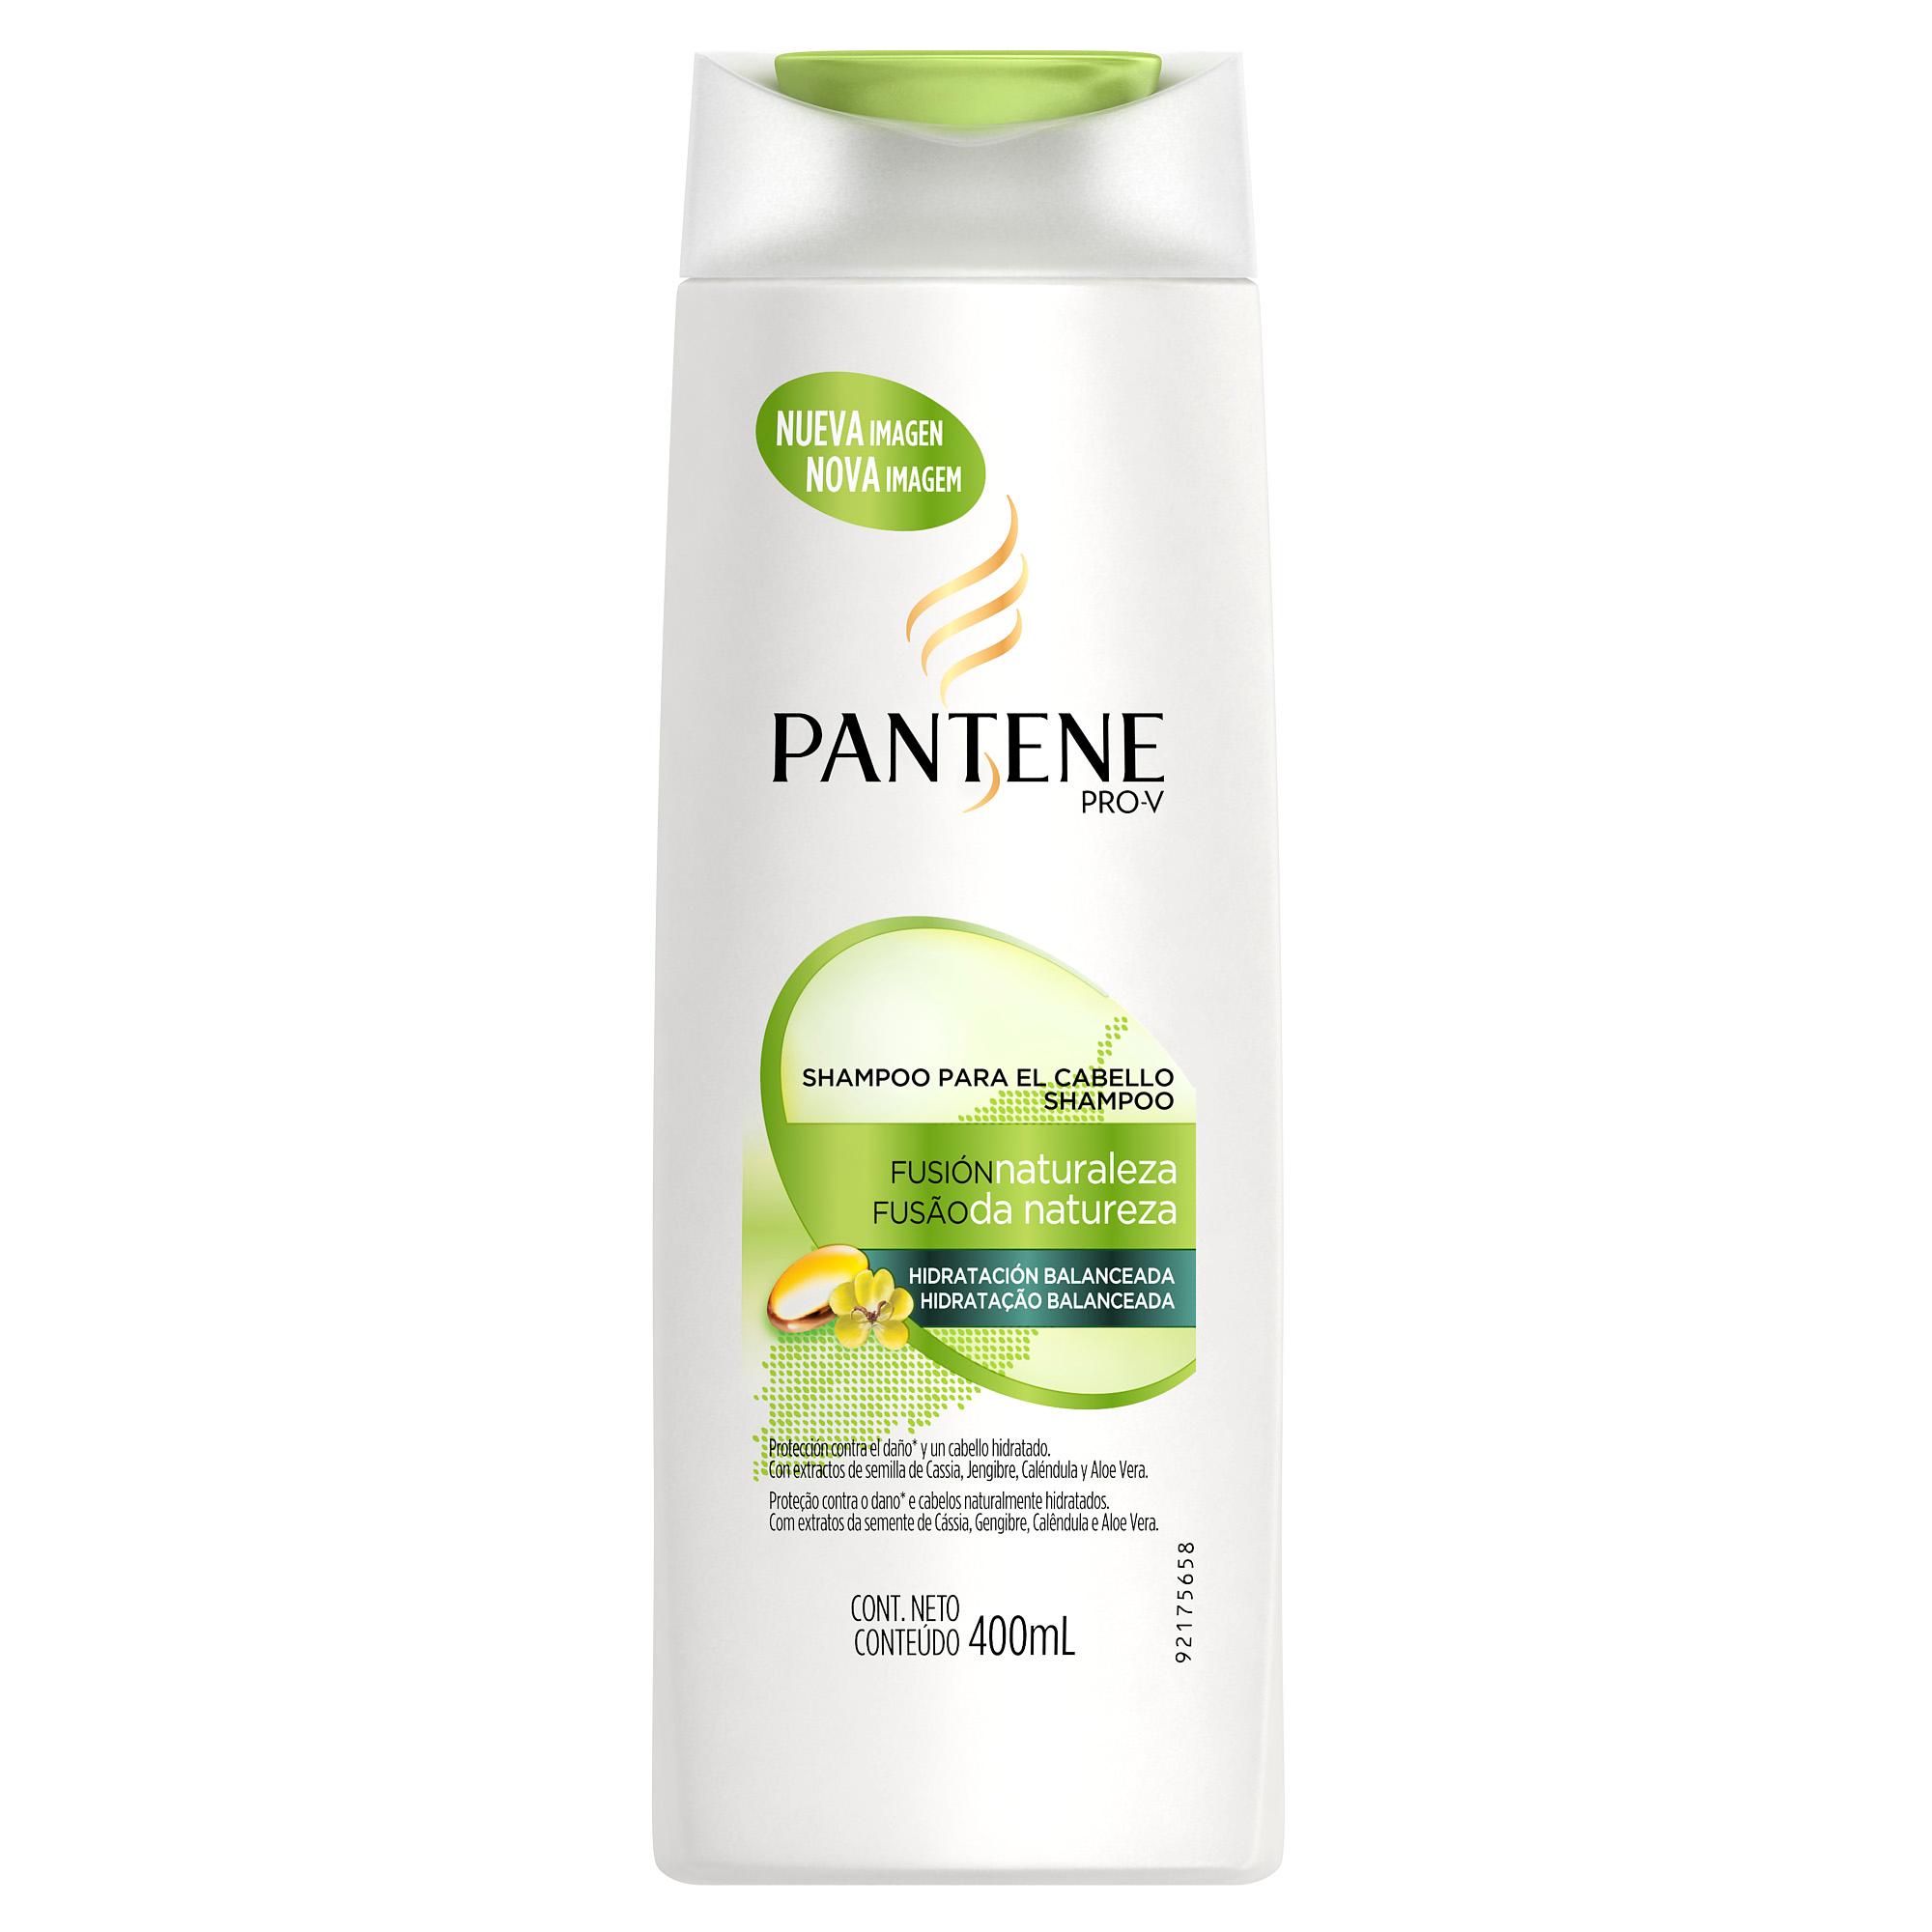 NUEVA IMAGEN
NOVA IMAGEM
PANTENE
PRO-V
SHAMPOO PARA EL CABELLO
SHAMPOO
FUSIÓNnaturaleza
FUSÃOda natureza
HIDRATACIÓN BALANCEADA
HIDRATAÇÃO BALANCEADA
Protección contra el daño* y un cabello hidratado.
Con extractos de semilla de Cassia, Jengibre, Caléndula y Aloe Vera.
Proteção contra o dano* e cabelos naturalmente hidratados.
Com extratos da semente de Cássia, Gengibre, Calêndula e Aloe Vera.
CONT. NETO
CONTEÚDO 400mL
92175658